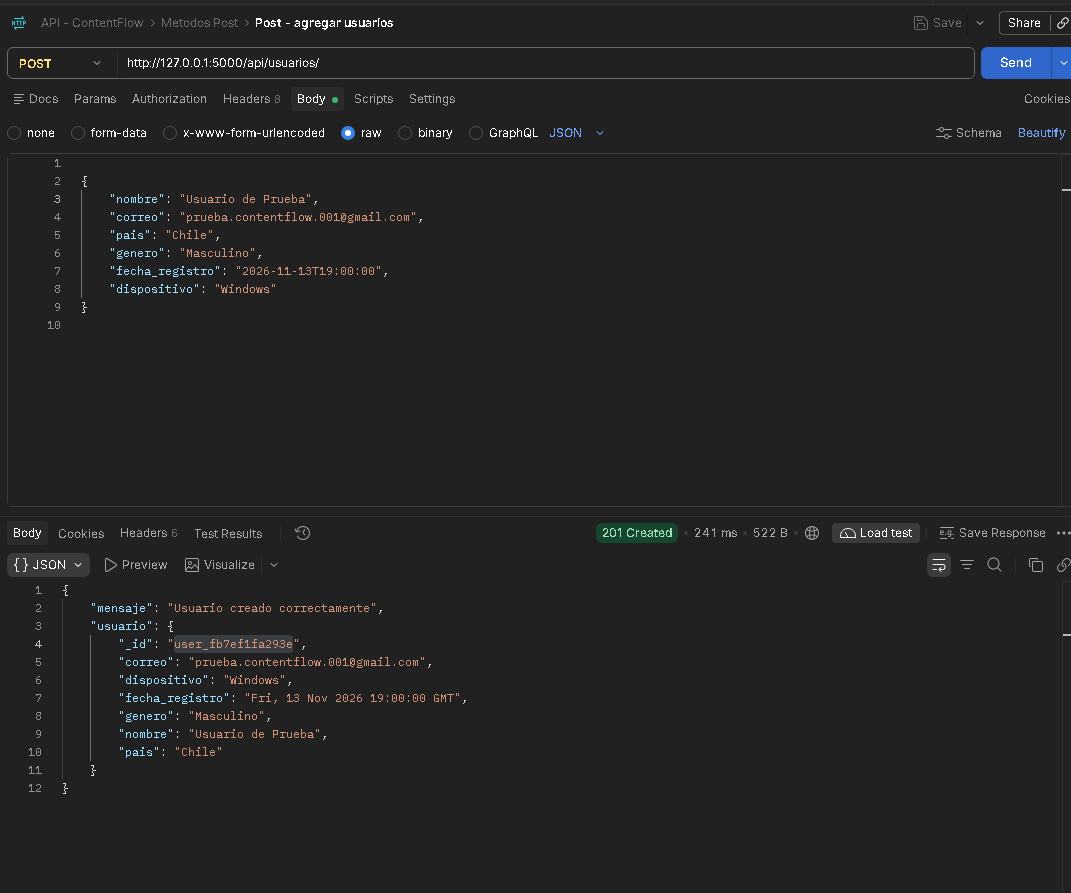 HTTP API - ContentFlow > Metodos Post > Post - agregar usuarios Save Share
POST http://127.0.0.1:5000/api/usuarios/ Send
Docs Params Authorization Headers 8 Body Scripts Settings Cookies
none form-data x-www-form-urlencoded raw binary GraphQL JSON Schema Beautify
1
2 {
3 "nombre": "Usuario de Prueba",
4 "correo": "prueba.contentflow.001@gmail.com",
5 "pais": "Chile",
6 "genero": "Masculino",
7 "fecha_registro": "2026-11-13T19:00:00",
8 "dispositivo": "Windows"
9 }
10
Body Cookies Headers 6 Test Results 201 Created • 241 ms • 522 B • Load test e.g. Save Response
{} JSON Preview Visualize
1 {
2 "mensaje": "Usuario creado correctamente",
3 "usuario": {
4 "_id": "user_fb7ef1fa293e",
5 "correo": "prueba.contentflow.001@gmail.com",
6 "dispositivo": "Windows",
7 "fecha_registro": "Fri, 13 Nov 2026 19:00:00 GMT",
8 "genero": "Masculino",
9 "nombre": "Usuario de Prueba",
10 "pais": "Chile"
11 }
12 }